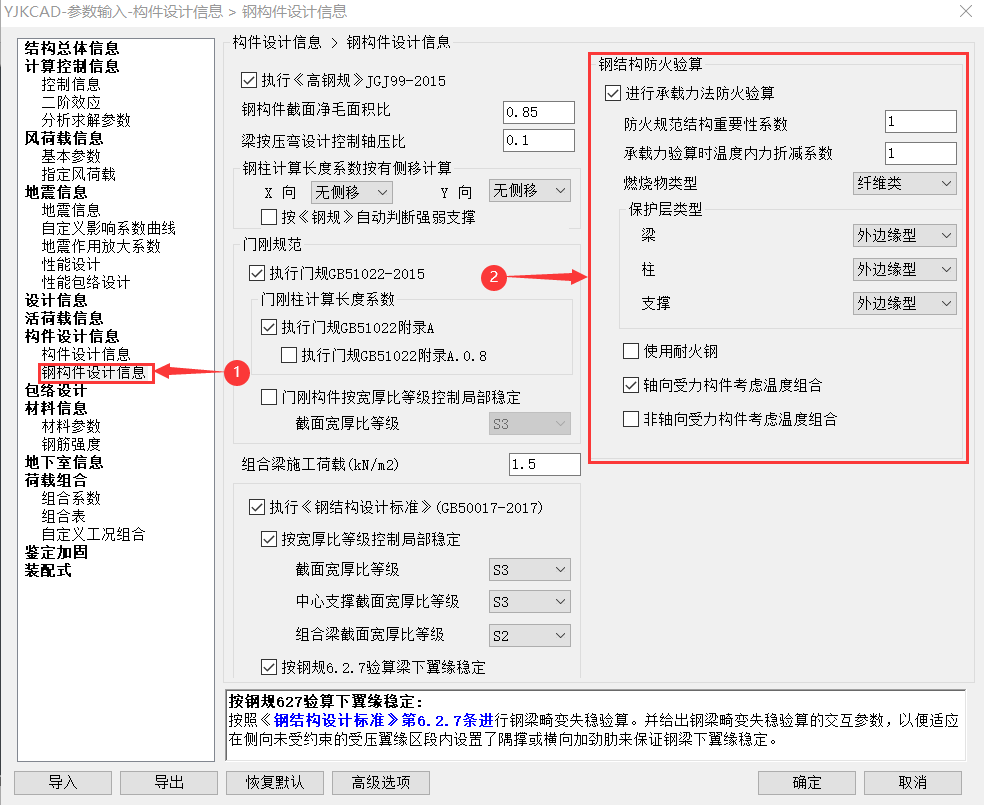 YJKCAD-参数输入-构件设计信息 > 钢构件设计信息
结构总体信息
计算控制信息
控制信息
二阶效应
分析求解参数
风荷载信息
基本参数
指定风荷载
地震信息
地震信息
自定义影响系数曲线
地震作用放大系数
性能设计
性能包络设计
设计信息
活荷载信息
构件设计信息
构件设计信息
钢构件设计信息
包络设计
材料信息
材料参数
钢筋强度
地下室信息
荷载组合
组合系数
组合表
自定义工况组合
鉴定加固
装配式
1
构件设计信息 > 钢构件设计信息
执行《高钢规》JGJ99-2015
钢构件截面净毛面积比 0.85
梁按压弯设计控制轴压比 0.1
钢柱计算长度系数按有侧移计算
X 向 无侧移 Y 向 无侧移
按《钢规》自动判断强弱支撑
门刚规范
执行门规GB51022-2015
门刚柱计算长度系数
执行门规GB51022附录A
执行门规GB51022附录A.0.8
门刚构件按宽厚比等级控制局部稳定
截面宽厚比等级 S3
组合梁施工荷载(kN/m2) 1.5
执行《钢结构设计标准》(GB50017-2017)
按宽厚比等级控制局部稳定
截面宽厚比等级 S3
中心支撑截面宽厚比等级 S3
组合梁截面宽厚比等级 S2
按钢规6.2.7验算梁下翼缘稳定
2
钢结构防火验算
进行承载力法防火验算
防火规范结构重要性系数 1
承载力验算时温度内力折减系数 1
燃烧物类型 纤维类
保护层类型
梁 外边缘型
柱 外边缘型
支撑 外边缘型
使用耐火钢
轴向受力构件考虑温度组合
非轴向受力构件考虑温度组合
按钢规627验算下翼缘稳定:
按照《钢结构设计标准》第6.2.7条进行钢梁畸变失稳验算。并给出钢梁畸变失稳验算的交互参数，以便适应
在侧向未受约束的受压翼缘区段内设置了隅撑或横向加劲肋来保证钢梁下翼缘稳定。
导入 导出 恢复默认 高级选项 确定 取消